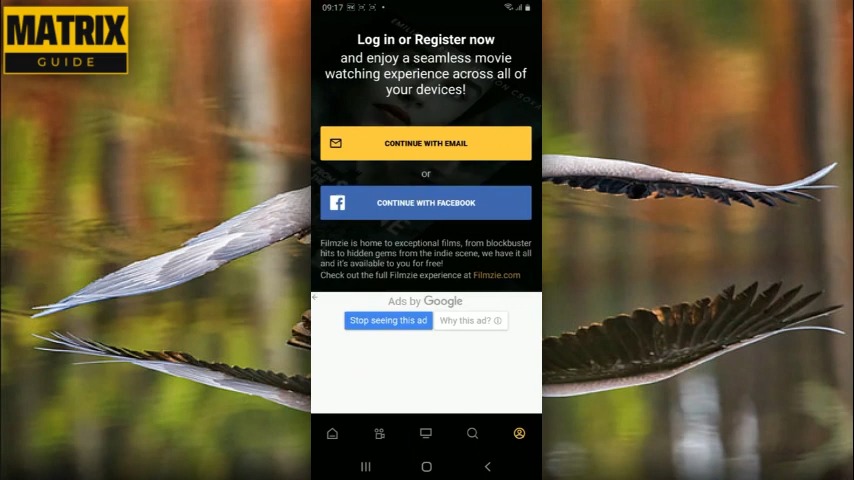 MATRIX
GUIDE
09:17
Log in or Register now
and enjoy a seamless movie
watching experience across all of
your devices!
CONTINUE WITH EMAIL
or
CONTINUE WITH FACEBOOK
Filmzie is home to exceptional films, from blockbuster
hits to hidden gems from the indie scene, we have it all
and it's available to you for free!
Check out the full Filmzie experience at Filmzie.com
Ads by Google
Stop seeing this ad
Why this ad?